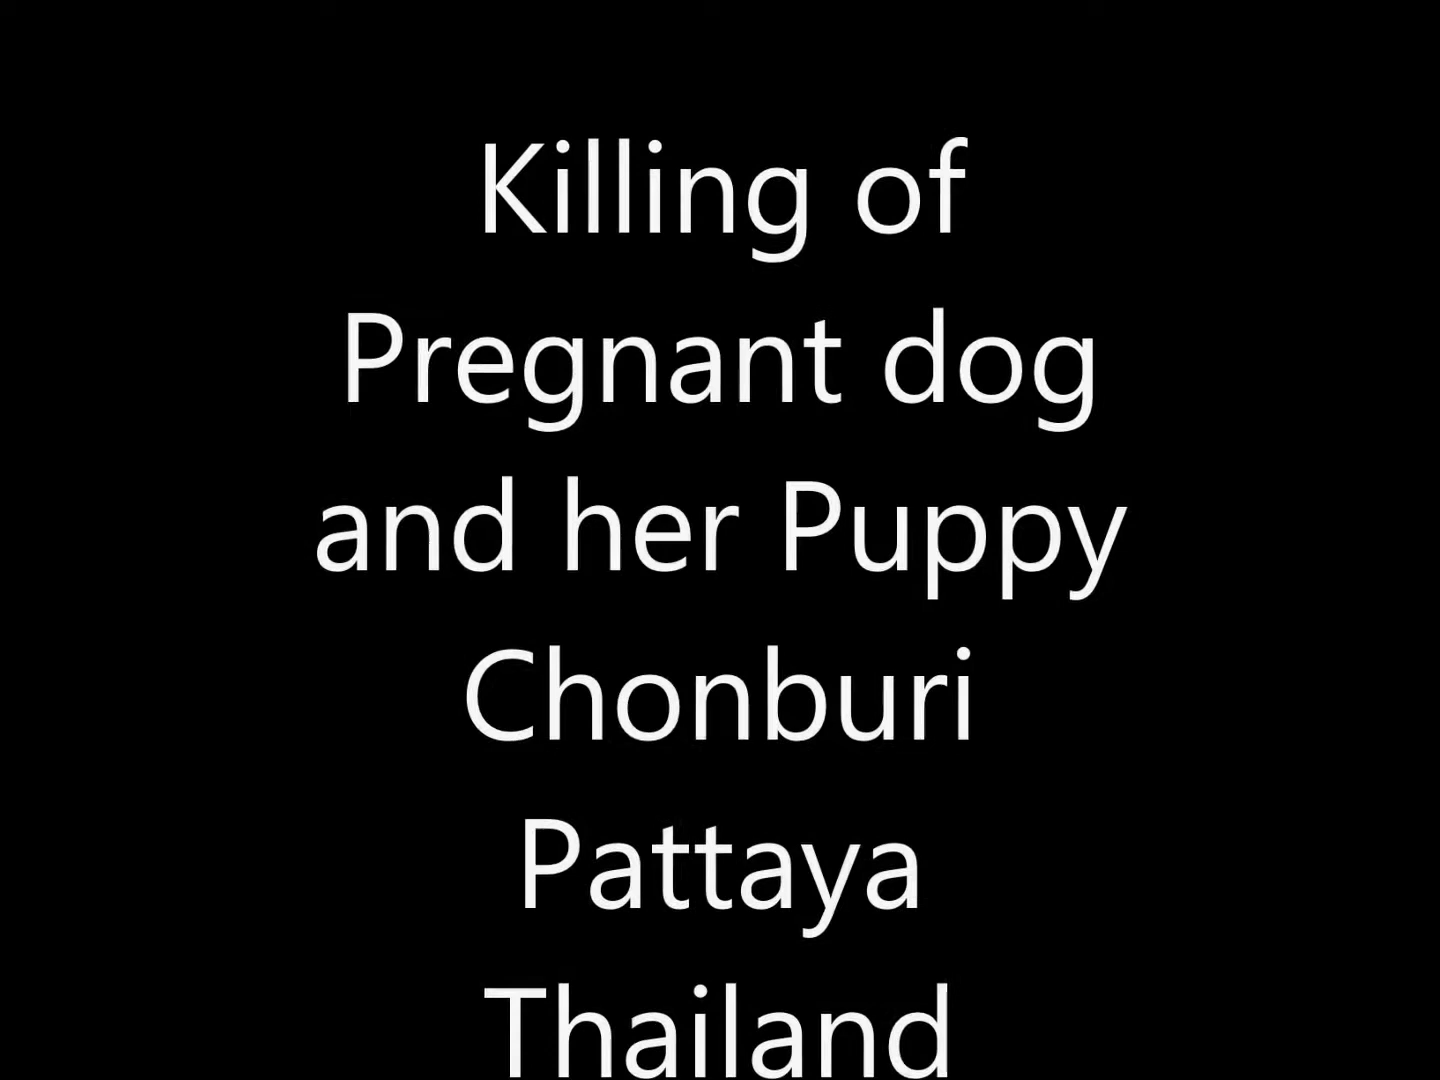 Killing of
Pregnant dog
and her Puppy
Chonburi
Pattaya
Thailand